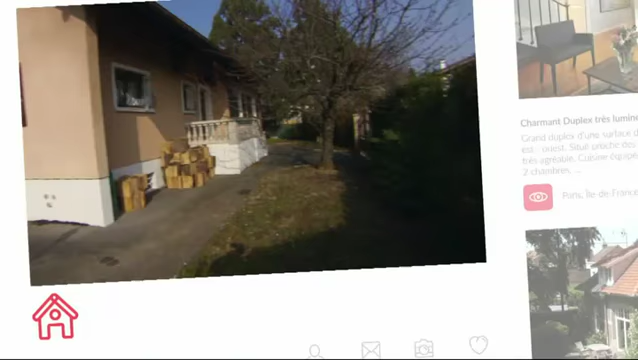 Charmant Duplex très lumine
Grand duplex d'une surface d
est - ouest. Situé proche des
très agréable. Cuisine équipé
2 chambres, ...
Paris, Île de France